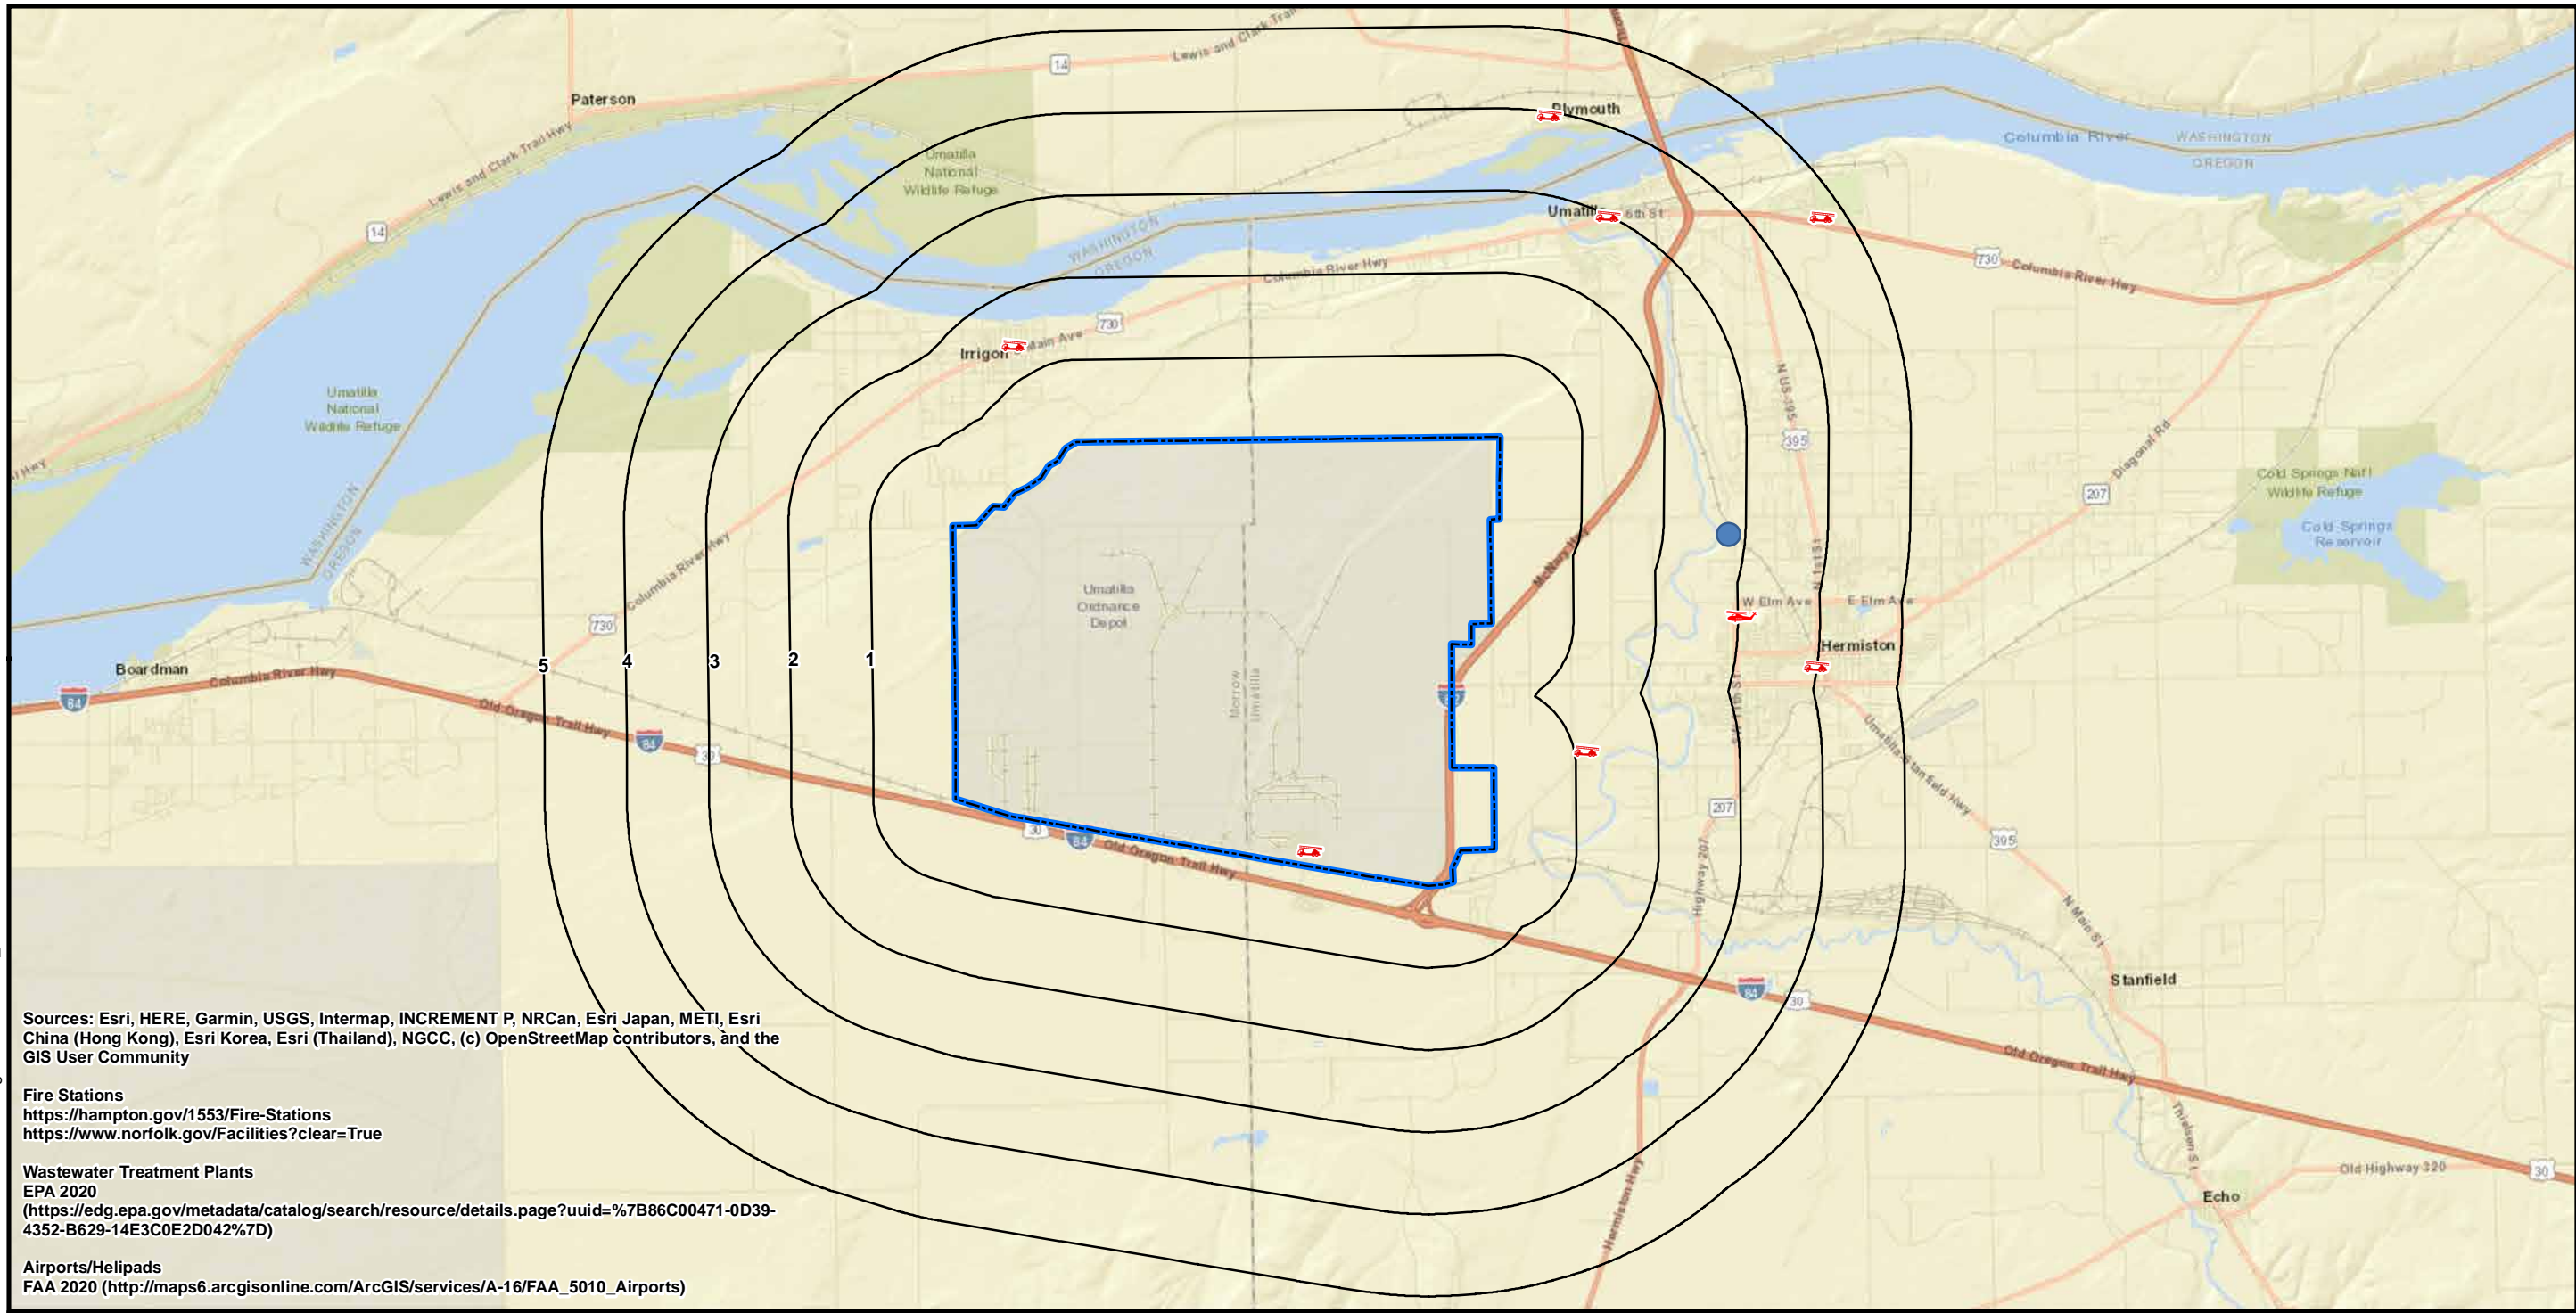 Lewis and Clark Trail
14
Paterson
Plymouth
Columbia River
WASHINGTON
OREGON
Umatilla
National
Wildlife Refuge
Lewis and Clark Trail Hwy
14
Umatilla
6th St
WASHINGTON
OREGON
730
Columbia River Hwy
Columbia River Hwy
730
Main Ave
Irrigon
N US-395
395
Umatilla
National
Wildlife Refuge
Diagonal Rd
207
Cold Springs Nat'l
Wildlife Refuge
Cold Springs
Reservoir
WASHINGTON
OREGON
Columbia River Hwy
McNary Hwy
N 1st St
Umatilla
Ordnance
Depot
W Elm Ave
E Elm Ave
730
Hermiston
5
4
3
2
1
Boardman
Columbia River Hwy
84
Old Oregon Trail Hwy
84
30
Morrow
Umatilla
Umatilla Stanfield Hwy
207
395
30
84
Old Oregon Trail Hwy
Highway 207
N Main St
Stanfield
84
30
Old Oregon Trail Hwy
Thielsen St
Old Highway 320
30
Echo
Hermiston Hwy
Sources: Esri, HERE, Garmin, USGS, Intermap, INCREMENT P, NRCan, Esri Japan, METI, Esri
China (Hong Kong), Esri Korea, Esri (Thailand), NGCC, (c) OpenStreetMap contributors, and the
GIS User Community
Fire Stations
https://hampton.gov/1553/Fire-Stations
https://www.norfolk.gov/Facilities?clear=True
Wastewater Treatment Plants
EPA 2020
(https://edg.epa.gov/metadata/catalog/search/resource/details.page?uuid=%7B86C00471-0D39-
4352-B629-14E3C0E2D042%7D)
Airports/Helipads
FAA 2020 (http://maps6.arcgisonline.com/ArcGIS/services/A-16/FAA_5010_Airports)